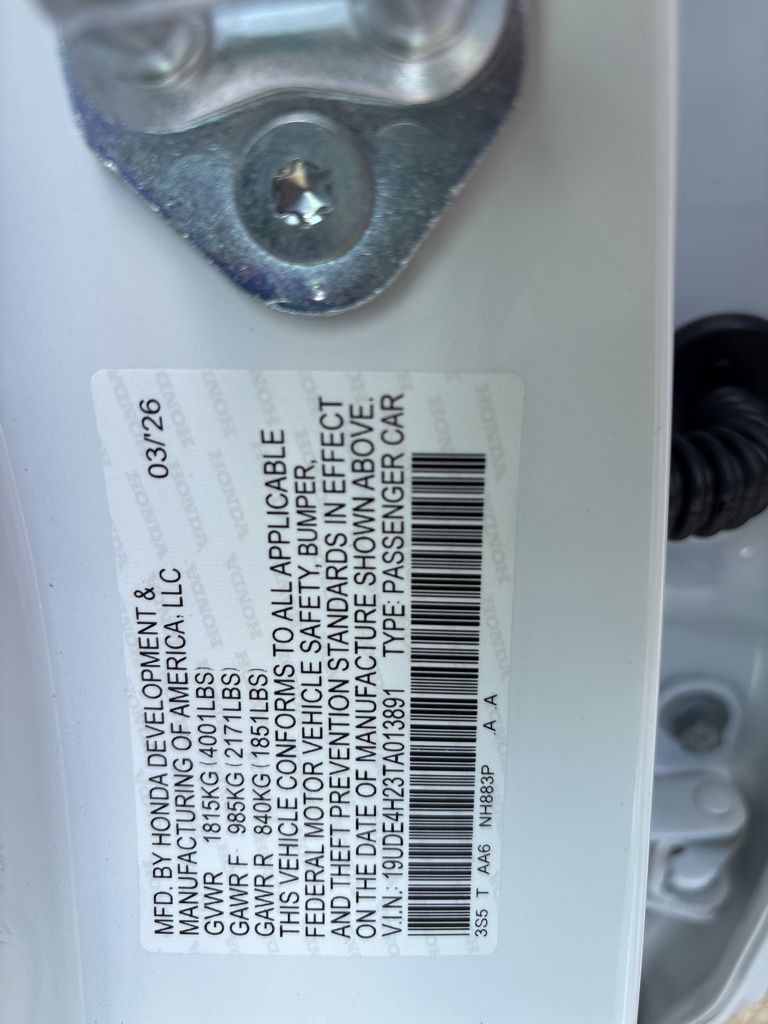 MFD. BY HONDA DEVELOPMENT &
MANUFACTURING OF AMERICA, LLC 03/'26
GVWR 1815KG (4001LBS)
GAWR F 985KG (2171LBS)
GAWR R 840KG (1851LBS)
THIS VEHICLE CONFORMS TO ALL APPLICABLE
FEDERAL MOTOR VEHICLE SAFETY, BUMPER,
AND THEFT PREVENTION STANDARDS IN EFFECT
ON THE DATE OF MANUFACTURE SHOWN ABOVE.
V.I.N.: 19UDE4H23TA013891 TYPE: PASSENGER CAR
3S5 T AA6 NH883P .A .A